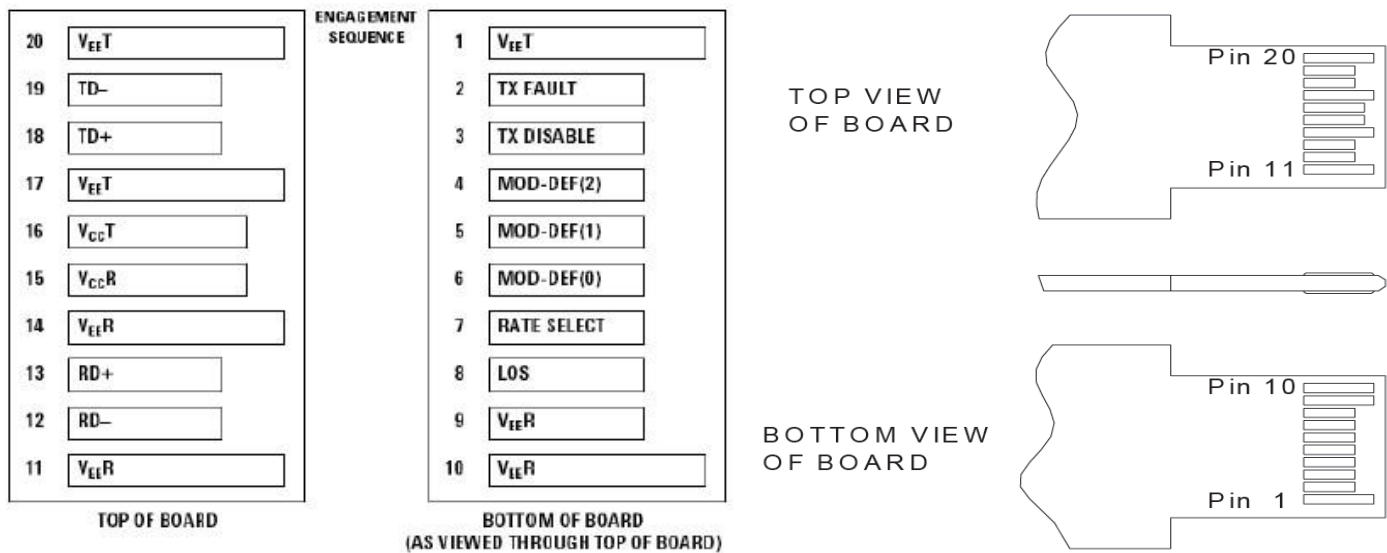 ENGAGEMENT
SEQUENCE
20 VEET
19 TD–
18 TD+
17 VEET
16 VCCT
15 VCCR
14 VEER
13 RD+
12 RD–
11 VEER
TOP OF BOARD
1 VEET
2 TX FAULT
3 TX DISABLE
4 MOD-DEF(2)
5 MOD-DEF(1)
6 MOD-DEF(0)
7 RATE SELECT
8 LOS
9 VEER
10 VEER
BOTTOM OF BOARD
(AS VIEWED THROUGH TOP OF BOARD)
TOP VIEW
OF BOARD
Pin 20
Pin 11
BOTTOM VIEW
OF BOARD
Pin 10
Pin 1